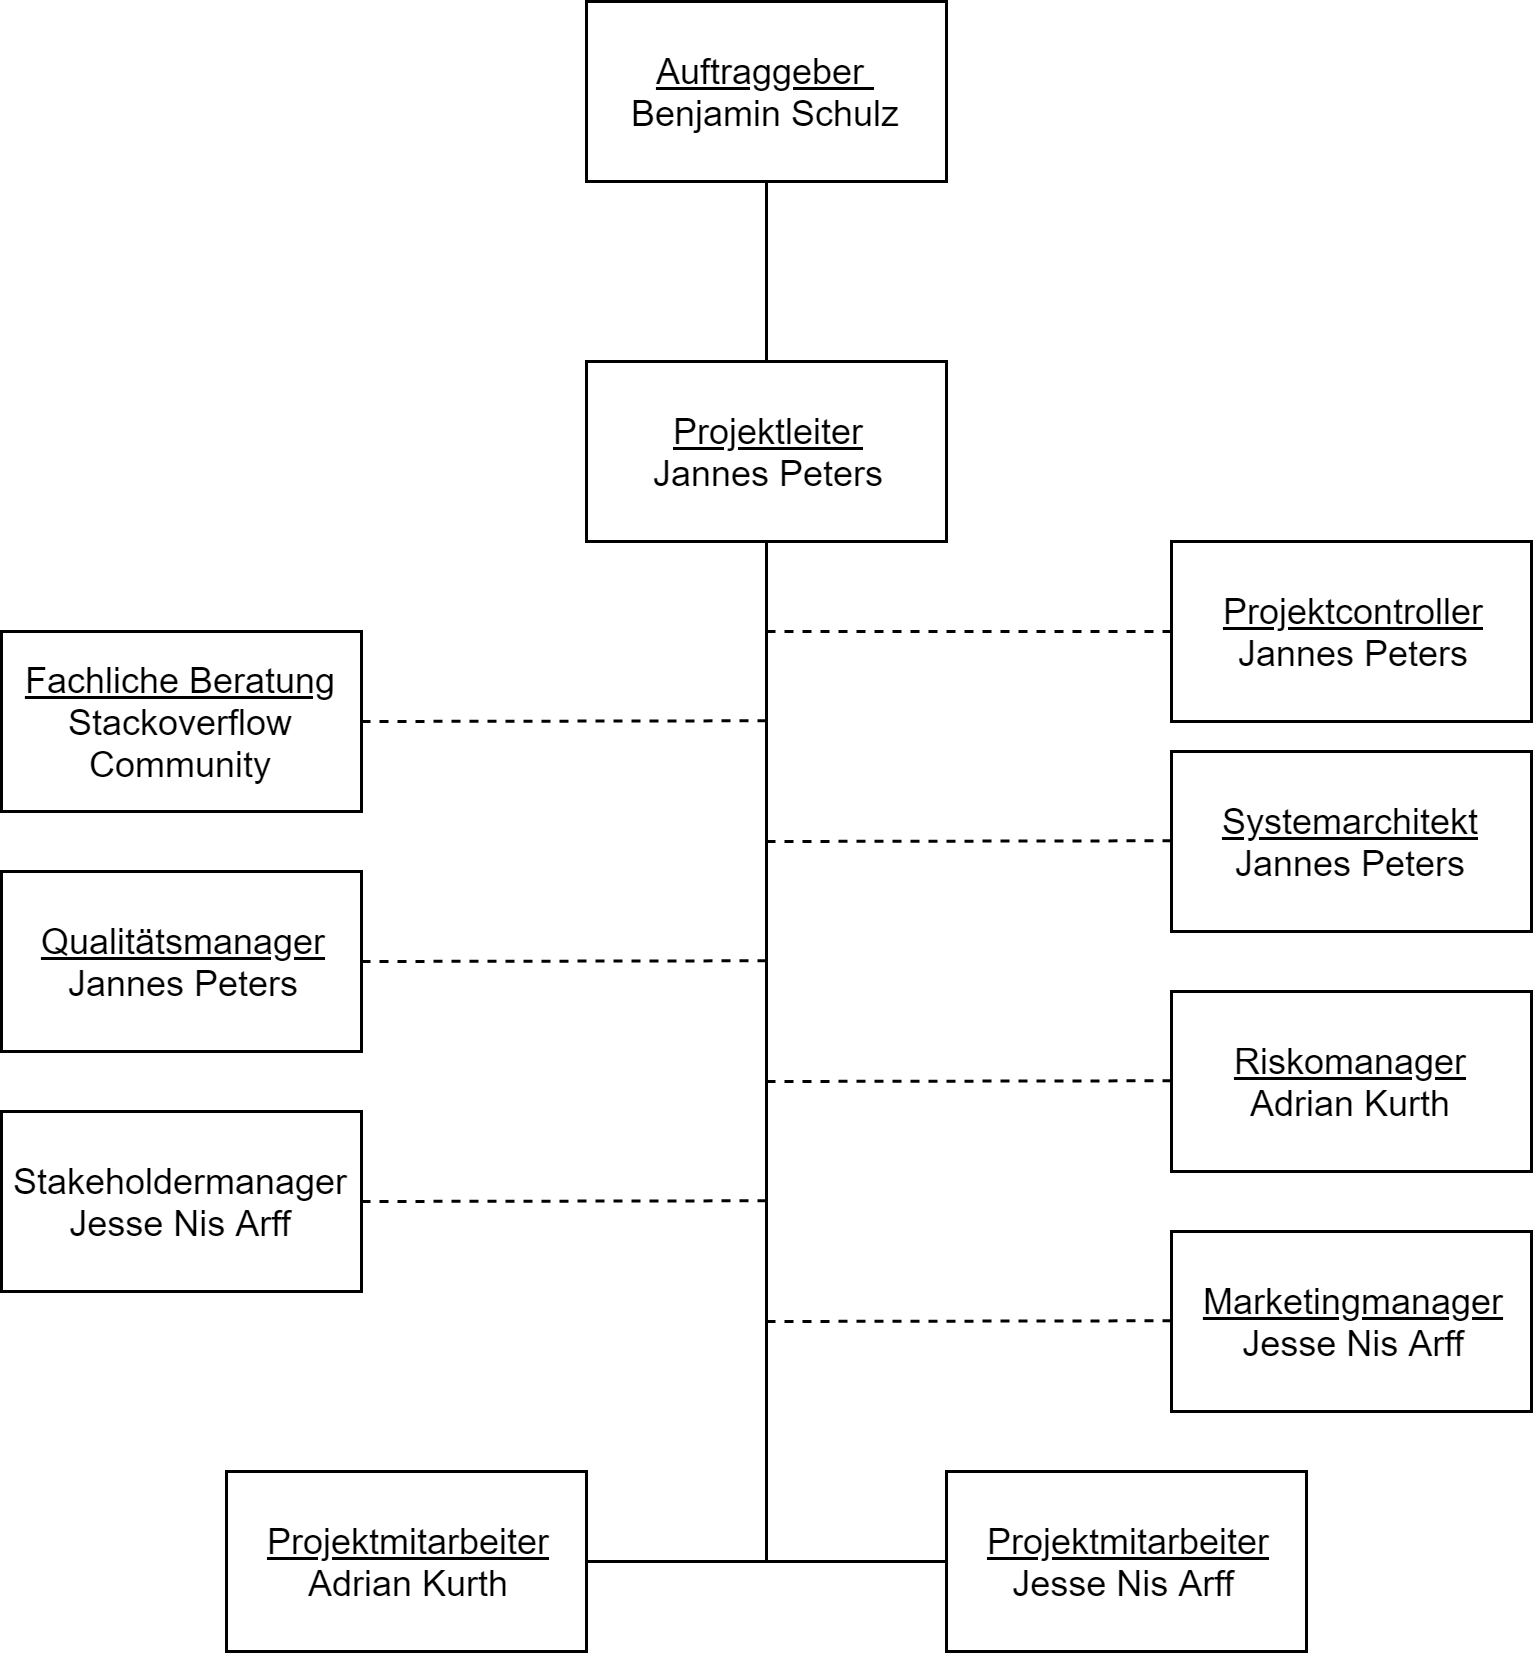 Auftraggeber
Benjamin Schulz
Projektleiter
Jannes Peters
Projektcontroller
Jannes Peters
Fachliche Beratung
Stackoverflow
Community
Systemarchitekt
Jannes Peters
Qualitätsmanager
Jannes Peters
Riskomanager
Adrian Kurth
Stakeholdermanager
Jesse Nis Arff
Marketingmanager
Jesse Nis Arff
Projektmitarbeiter
Adrian Kurth
Projektmitarbeiter
Jesse Nis Arff